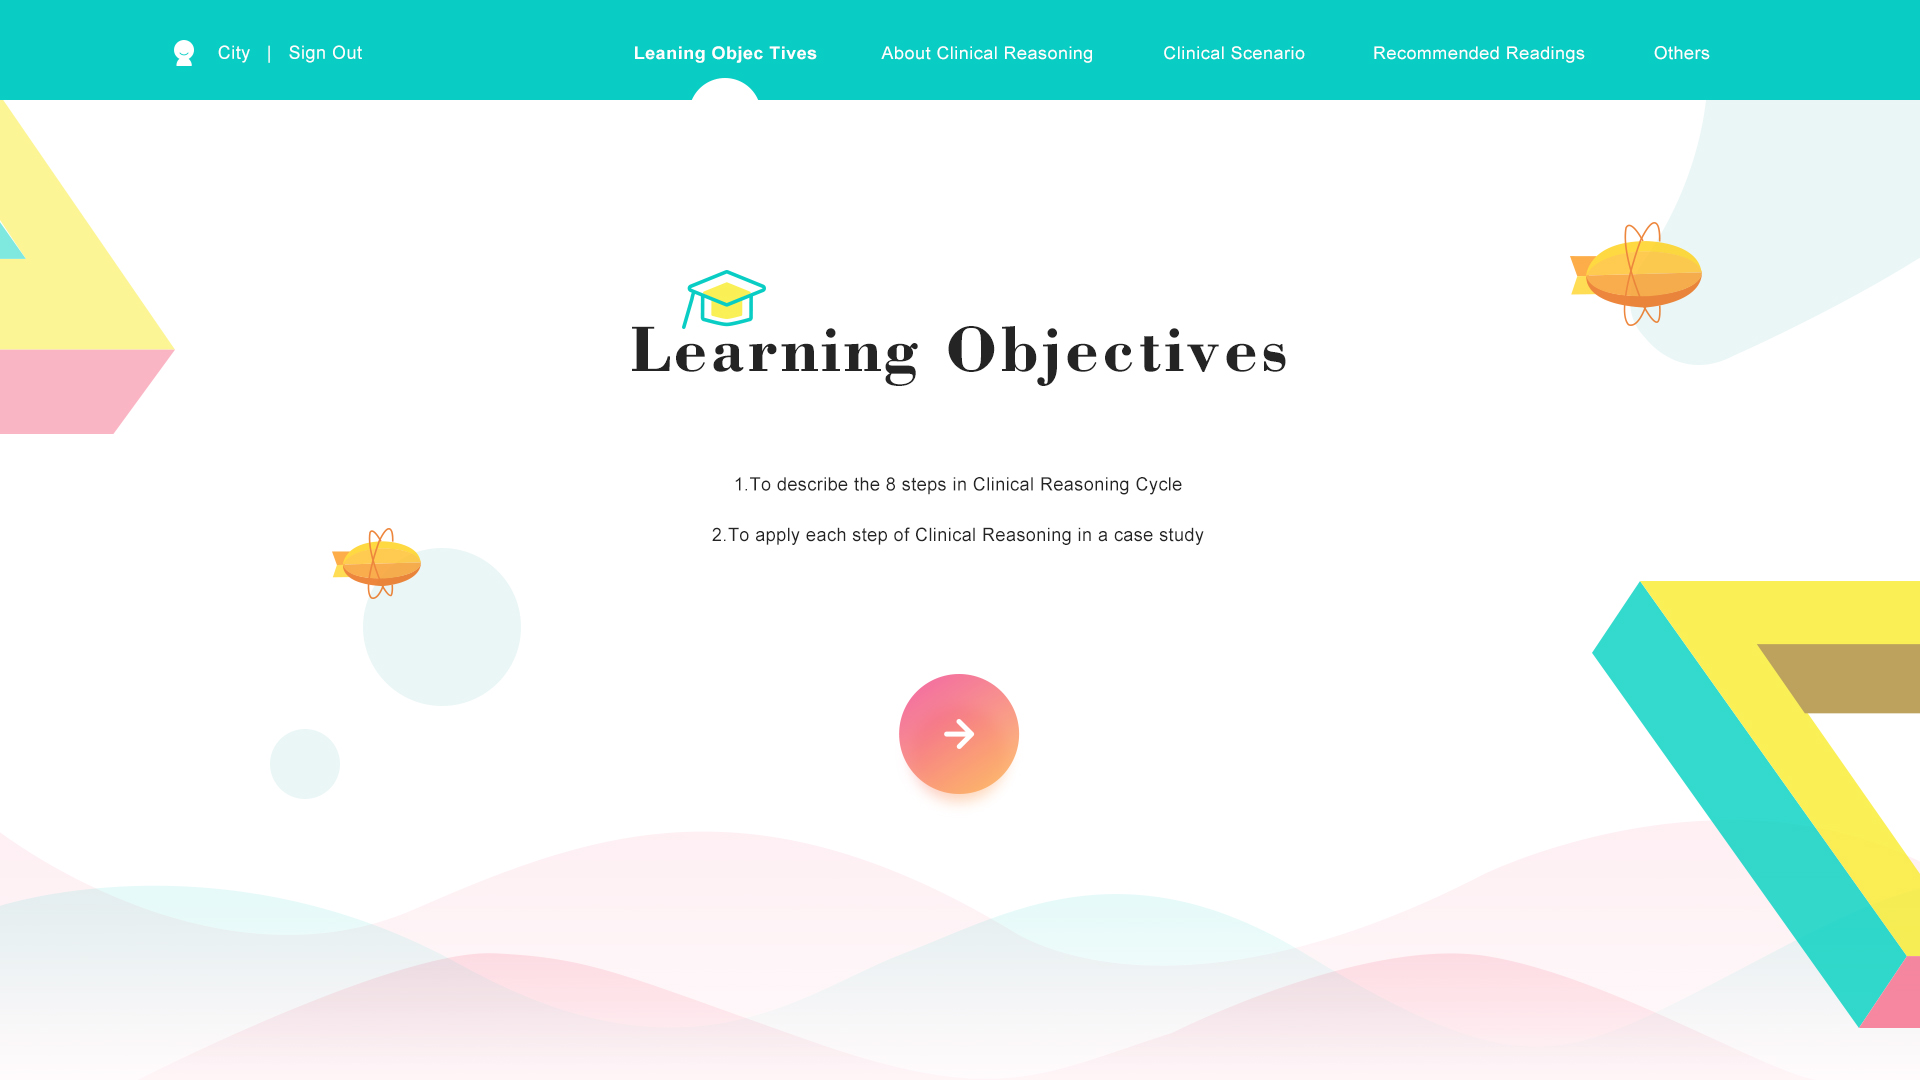 City | Sign Out
Leaning Objec Tives
About Clinical Reasoning
Clinical Scenario
Recommended Readings
Others
Learning Objectives
1.To describe the 8 steps in Clinical Reasoning Cycle
2.To apply each step of Clinical Reasoning in a case study